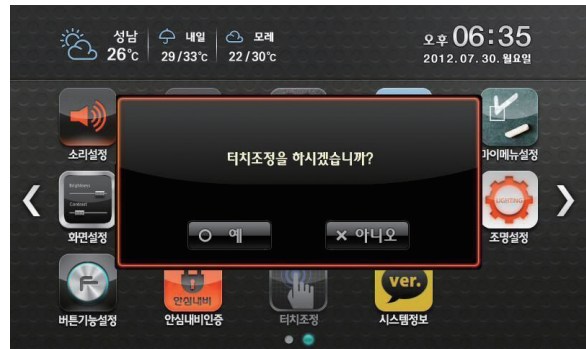 성남
26°c
내일
29/33°c
모레
22/30°c
오후 06:35
2012.07.30.월요일
소리설정
마이메뉴설정
터치조정을 하시겠습니까?
Brightness
Contrast
LIGHTING
화면설정
예
아니오
조명설정
안심내비
ver.
버튼기능설정
안심내비인증
터치조정
시스템정보